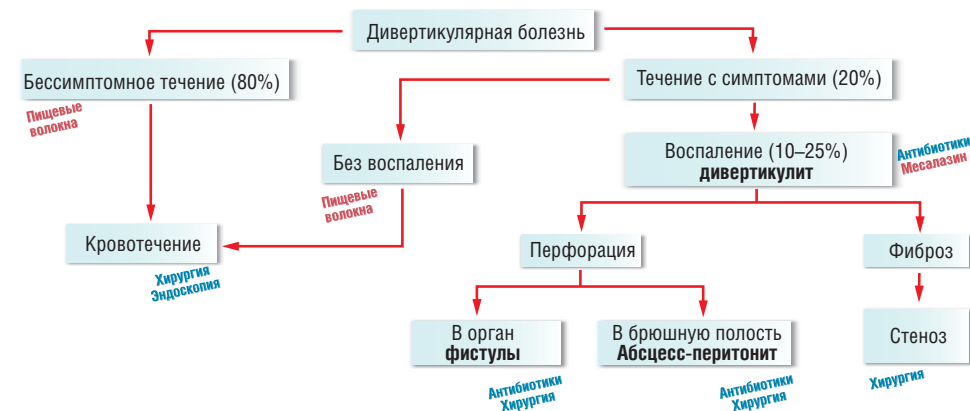 Дивертикулярная болезнь
Бессимптомное течение (80%)
Течение с симптомами (20%)
Пищевые
волокна
Без воспаления
Воспаление (10–25%)
дивертикулит
Антибиотики
Месалазин
Пищевые
волокна
Кровотечение
Хирургия
Эндоскопия
Перфорация
Фиброз
В орган
фистулы
В брюшную полость
Абсцесс-перитонит
Стеноз
Антибиотики
Хирургия
Антибиотики
Хирургия
Хирургия